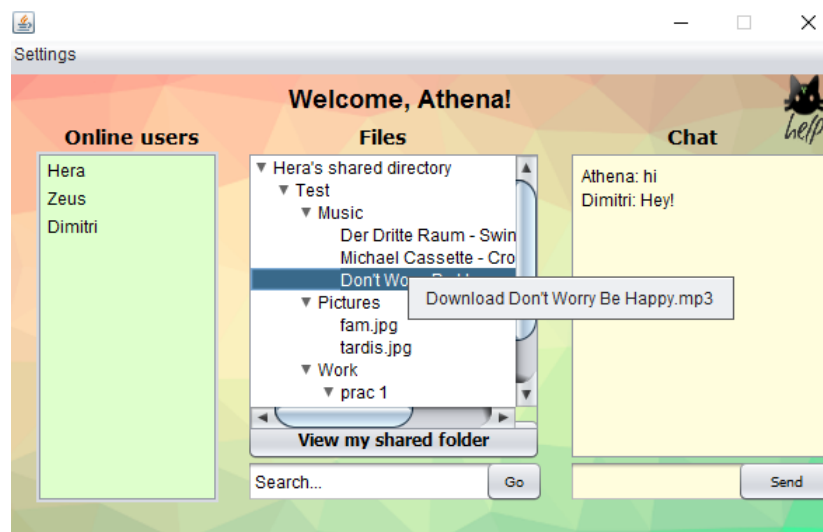 Settings
Welcome, Athena!
help
Online users
Files
Chat
Hera
Zeus
Dimitri
Hera's shared directory
Test
Music
Der Dritte Raum - Swin
Michael Cassette - Cro
Don't Wo
Download Don't Worry Be Happy.mp3
Pictures
fam.jpg
tardis.jpg
Work
prac 1
View my shared folder
Search...
Go
Athena: hi
Dimitri: Hey!
Send